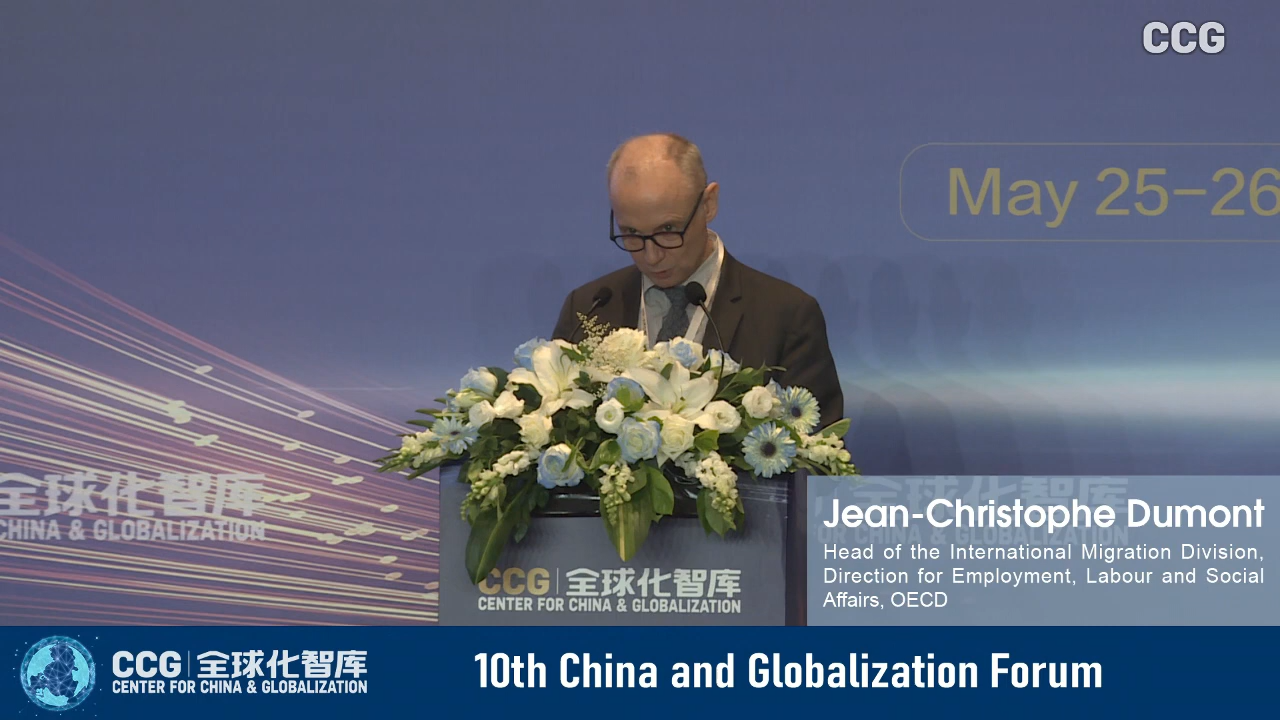 CCG
May 25-26
全球化智库
CHINA & GLOBALIZATION
Jean-Christophe Dumont
Head of the International Migration Division,
Direction for Employment, Labour and Social
Affairs, OECD
CCG 全球化智库
CENTER FOR CHINA & GLOBALIZATION
CCG 全球化智库
CENTER FOR CHINA & GLOBALIZATION
10th China and Globalization Forum